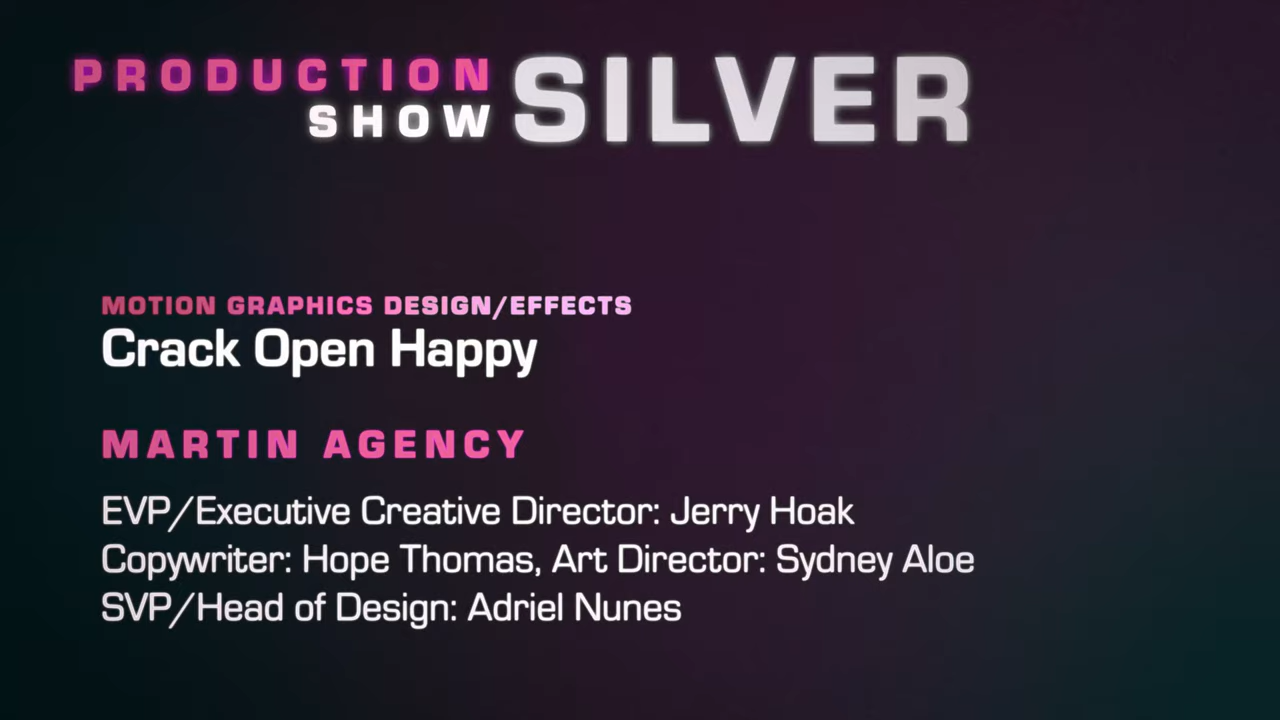 PRODUCTION
SHOW SILVER
MOTION GRAPHICS DESIGN/EFFECTS
Crack Open Happy
MARTIN AGENCY
EVP/Executive Creative Director: Jerry Hoak
Copywriter: Hope Thomas, Art Director: Sydney Aloe
SVP/Head of Design: Adriel Nunes